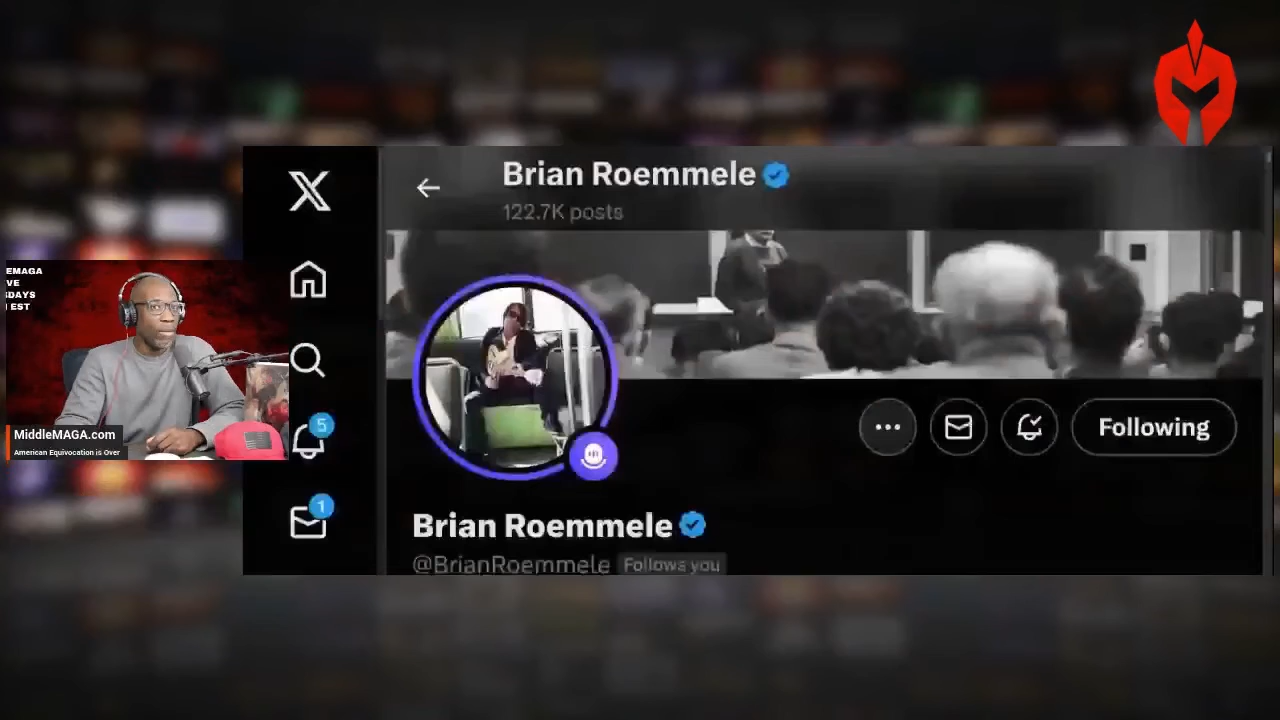 Brian Roemmele
122.7K posts
EMAGA
VE
SDAYS
EST
5
Following
MiddleMAGA.com
American Equivocation is Over
1
Brian Roemmele
@BrianRoemmele Follows you